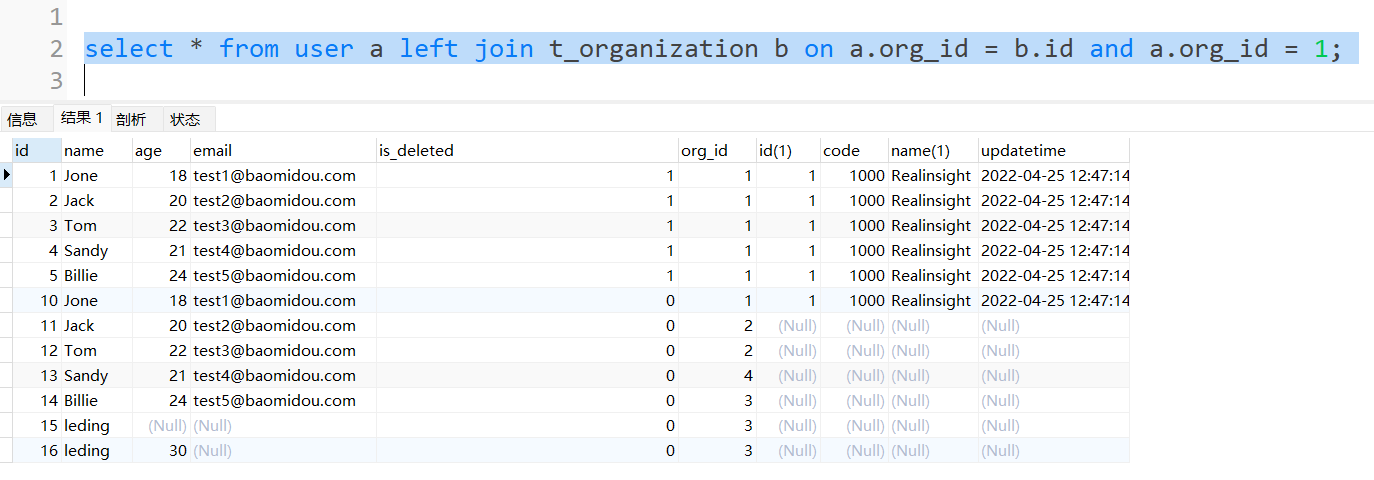 1
2 select * from user a left join t_organization b on a.org_id = b.id and a.org_id = 1;
3
信息 结果 1 剖析 状态
id name age email is_deleted org_id id(1) code name(1) updatetime
1 Jone 18 test1@baomidou.com 1 1 1 1000 Realinsight 2022-04-25 12:47:14
2 Jack 20 test2@baomidou.com 1 1 1 1000 Realinsight 2022-04-25 12:47:14
3 Tom 22 test3@baomidou.com 1 1 1 1000 Realinsight 2022-04-25 12:47:14
4 Sandy 21 test4@baomidou.com 1 1 1 1000 Realinsight 2022-04-25 12:47:14
5 Billie 24 test5@baomidou.com 1 1 1 1000 Realinsight 2022-04-25 12:47:14
10 Jone 18 test1@baomidou.com 0 1 1 1000 Realinsight 2022-04-25 12:47:14
11 Jack 20 test2@baomidou.com 0 2 (Null) (Null) (Null) (Null)
12 Tom 22 test3@baomidou.com 0 2 (Null) (Null) (Null) (Null)
13 Sandy 21 test4@baomidou.com 0 4 (Null) (Null) (Null) (Null)
14 Billie 24 test5@baomidou.com 0 3 (Null) (Null) (Null) (Null)
15 leding (Null) (Null) 0 3 (Null) (Null) (Null) (Null)
16 leding 30 (Null) 0 3 (Null) (Null) (Null) (Null)